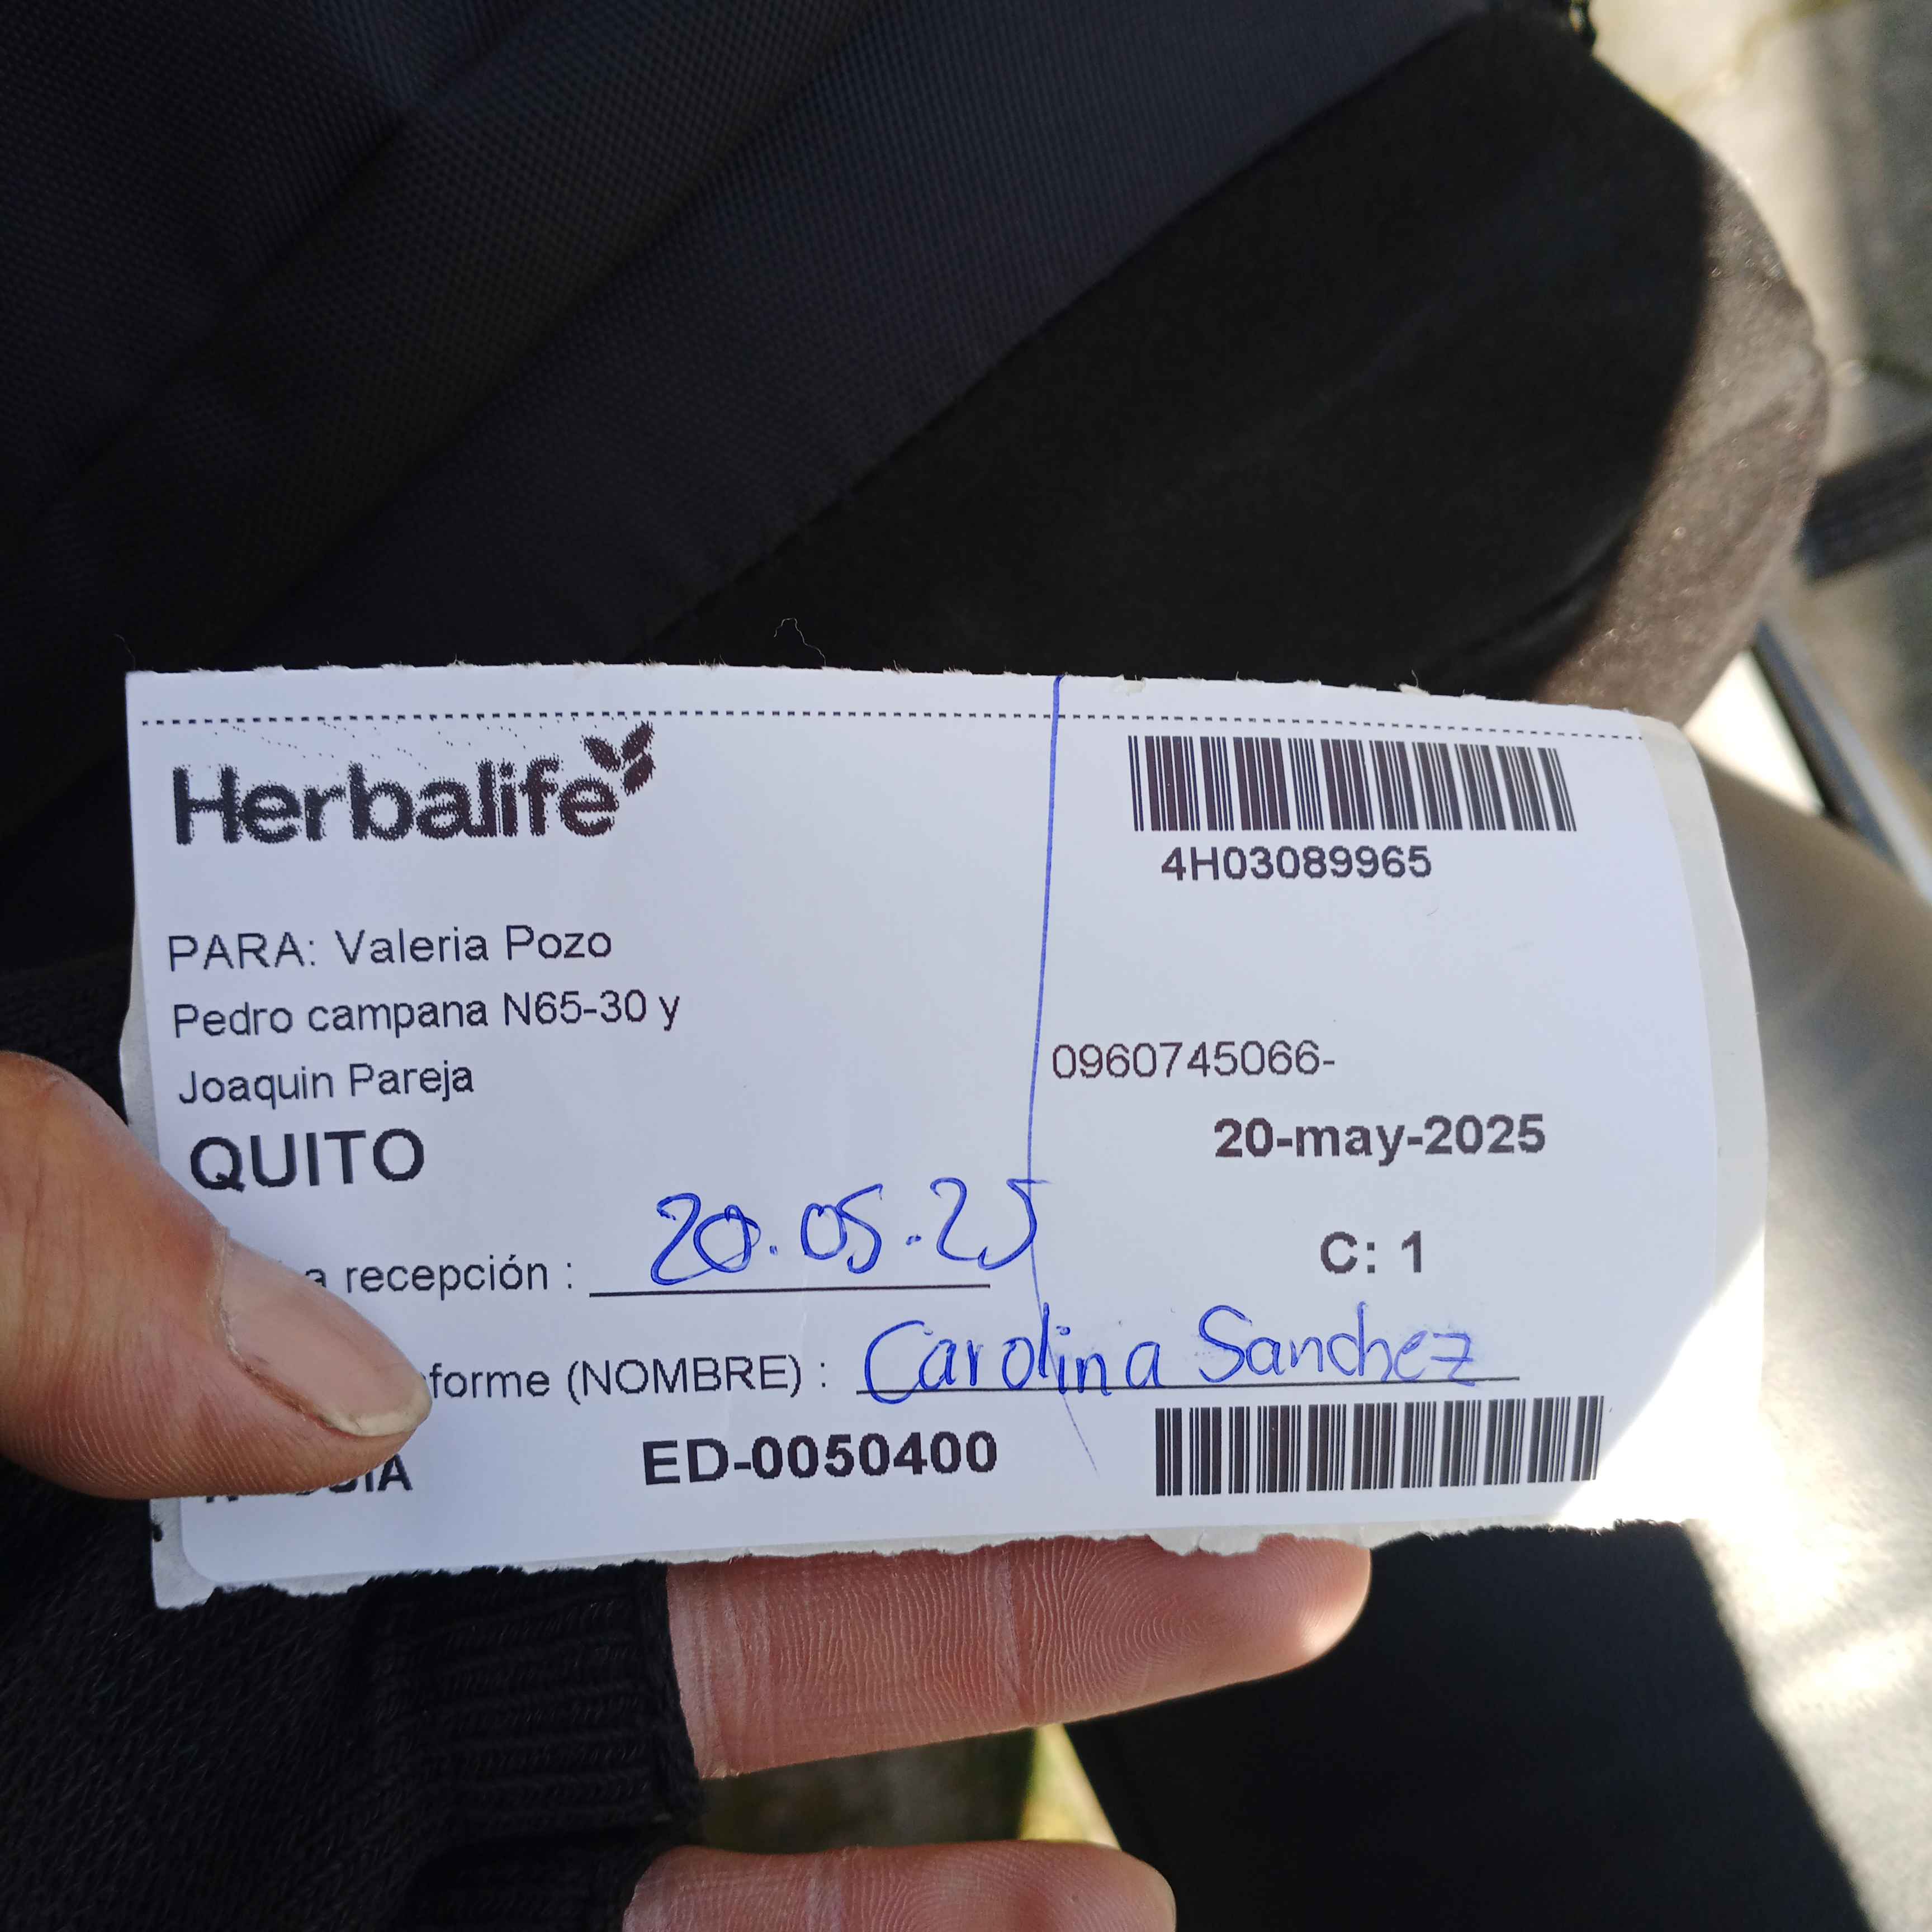 Herbalife
4H03089965
PARA: Valeria Pozo
Pedro campana N65-30 y
Joaquin Pareja
0960745066-
QUITO
20-may-2025
recepción : 20.05.25
C: 1
(NOMBRE) : Carolina Sanchez
ED-0050400